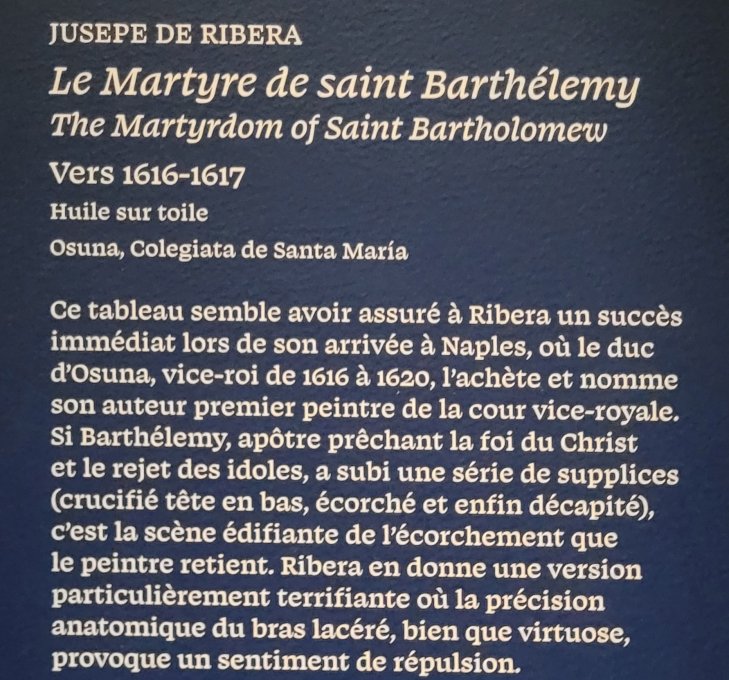 JUSEPE DE RIBERA
Le Martyre de saint Barthélemy
The Martyrdom of Saint Bartholomew
Vers 1616-1617
Huile sur toile
Osuna, Colegiata de Santa María
Ce tableau semble avoir assuré à Ribera un succès
immédiat lors de son arrivée à Naples, où le duc
d’Osuna, vice-roi de 1616 à 1620, l’achète et nomme
son auteur premier peintre de la cour vice-royale.
Si Barthélemy, apôtre prêchant la foi du Christ
et le rejet des idoles, a subi une série de supplices
(crucifié tête en bas, écorché et enfin décapité),
c’est la scène édifiante de l’écorchement que
le peintre retient. Ribera en donne une version
particulièrement terrifiante où la précision
anatomique du bras lacéré, bien que virtuose,
provoque un sentiment de répulsion.